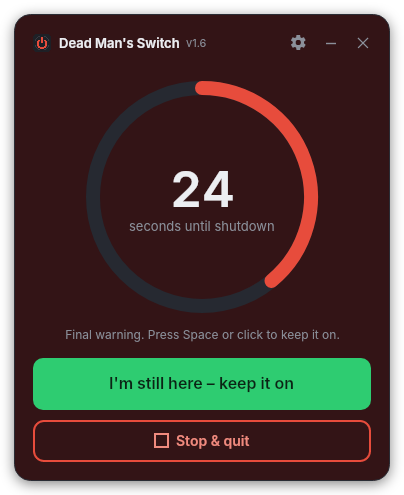 Dead Man's Switch v1.6
24
seconds until shutdown
Final warning. Press Space or click to keep it on.
I'm still here – keep it on
Stop & quit